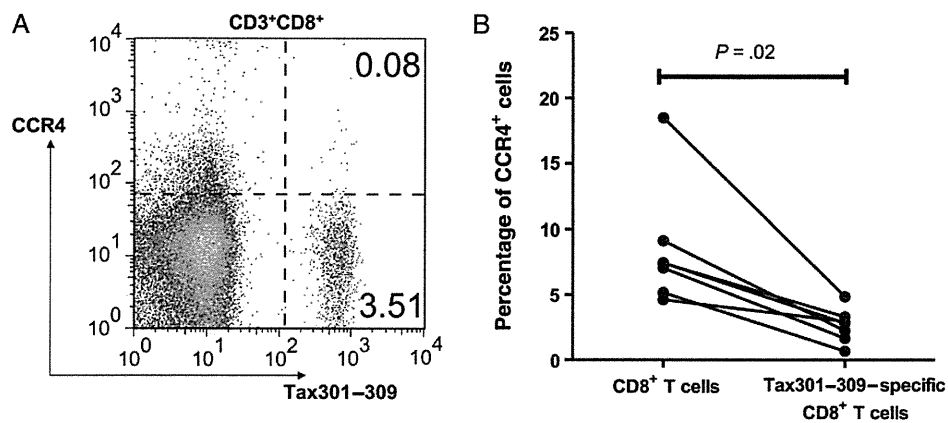 A
CD3⁺CD8⁺
10⁴
10³
10²
10¹
10⁰
CCR4
0.08
3.51
10⁰ 10¹ 10² 10³ 10⁴
Tax301–309
B
Percentage of CCR4⁺ cells
25
20
15
10
5
0
P = .02
CD8⁺ T cells
Tax301–309–specific
CD8⁺ T cells